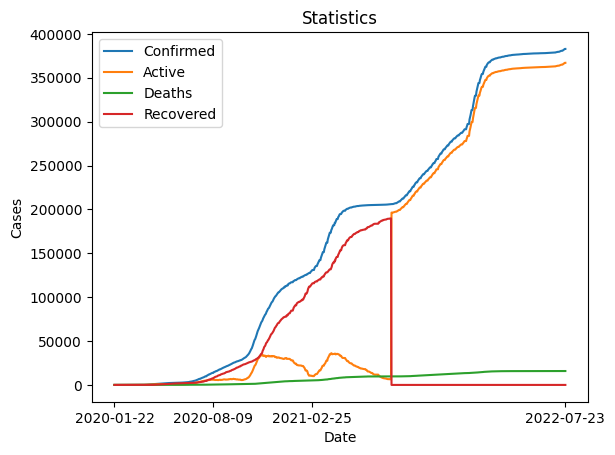 Statistics
400000
350000
300000
250000
200000
150000
100000
50000
0
Cases
Confirmed
Active
Deaths
Recovered
2020-01-22 2020-08-09 2021-02-25 2022-07-23
Date